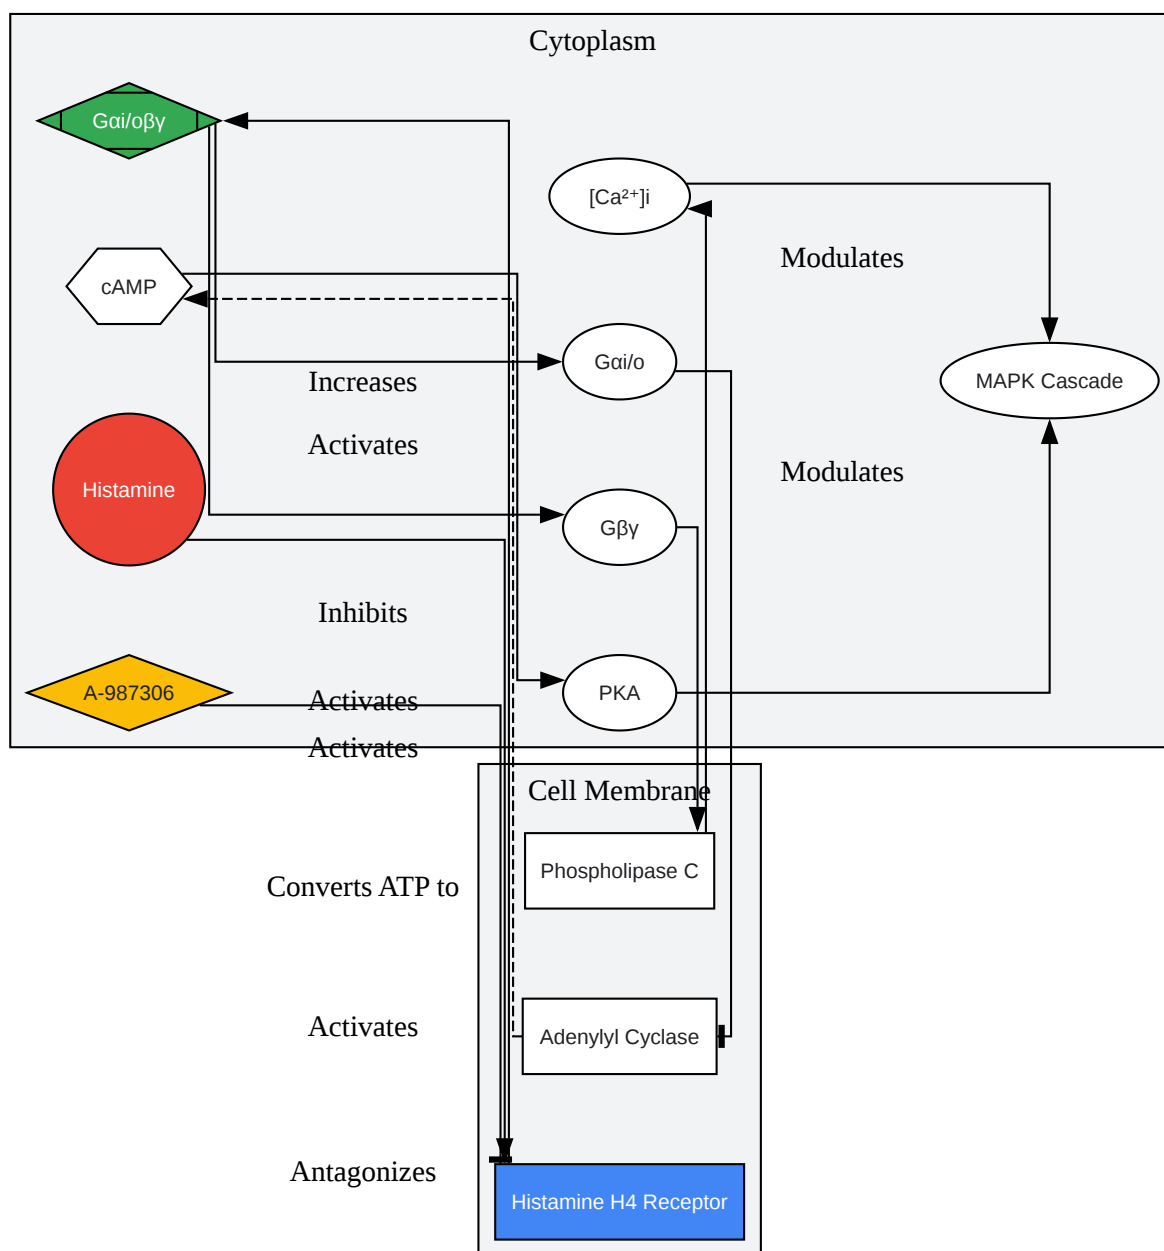 Cytoplasm
Gαi/oβγ
[Ca²⁺]i
Modulates
cAMP
Gαi/o
Increases
MAPK Cascade
Activates
Modulates
Histamine
Gβγ
Inhibits
A-987306
PKA
Activates
Activates
Cell Membrane
Phospholipase C
Converts ATP to
Activates
Adenylyl Cyclase
Antagonizes
Histamine H4 Receptor